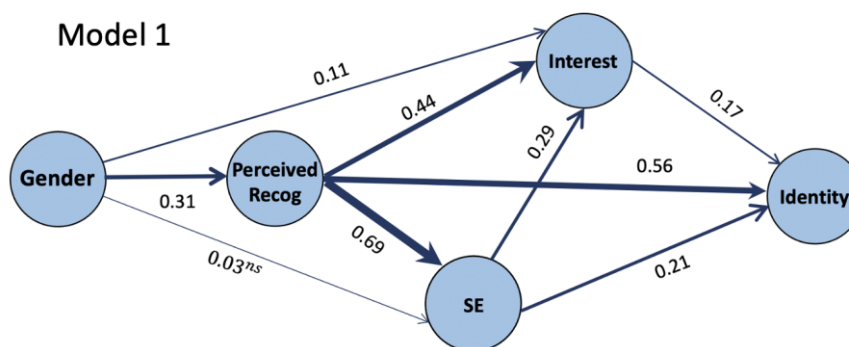 Model 1
Interest
0.11
0.44
0.17
0.29
Gender
Perceived
Recog
0.56
Identity
0.31
0.69
0.03ⁿˢ
0.21
SE